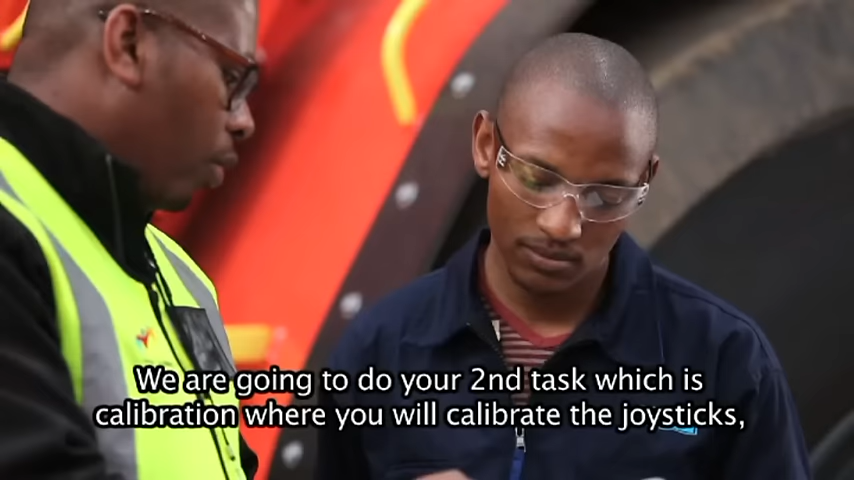 We are going to do your 2nd task which is
calibration where you will calibrate the joysticks,